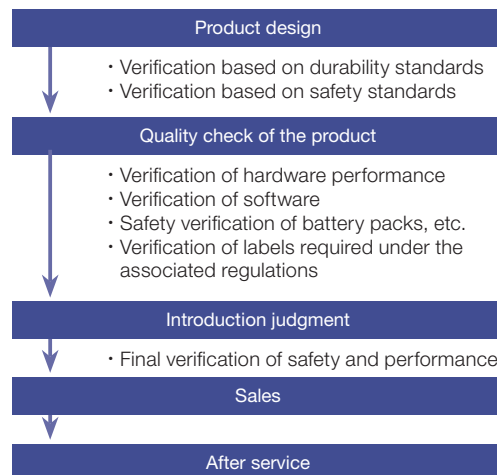 Product design
・Verification based on durability standards
・Verification based on safety standards
Quality check of the product
・Verification of hardware performance
・Verification of software
・Safety verification of battery packs, etc.
・Verification of labels required under the
associated regulations
Introduction judgment
・Final verification of safety and performance
Sales
After service